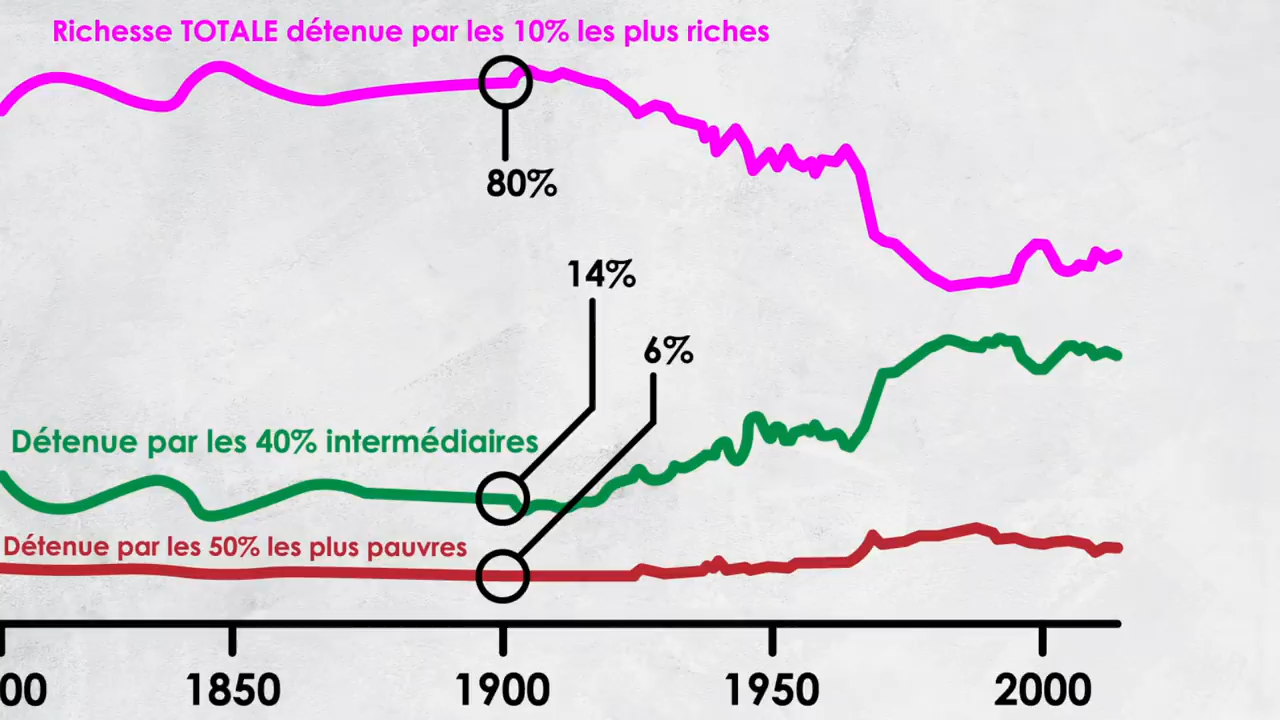 Richesse TOTALE détenue par les 10% les plus riches
80%
14%
6%
Détenue par les 40% intermédiaires
Détenue par les 50% les plus pauvres
00 1850 1900 1950 2000